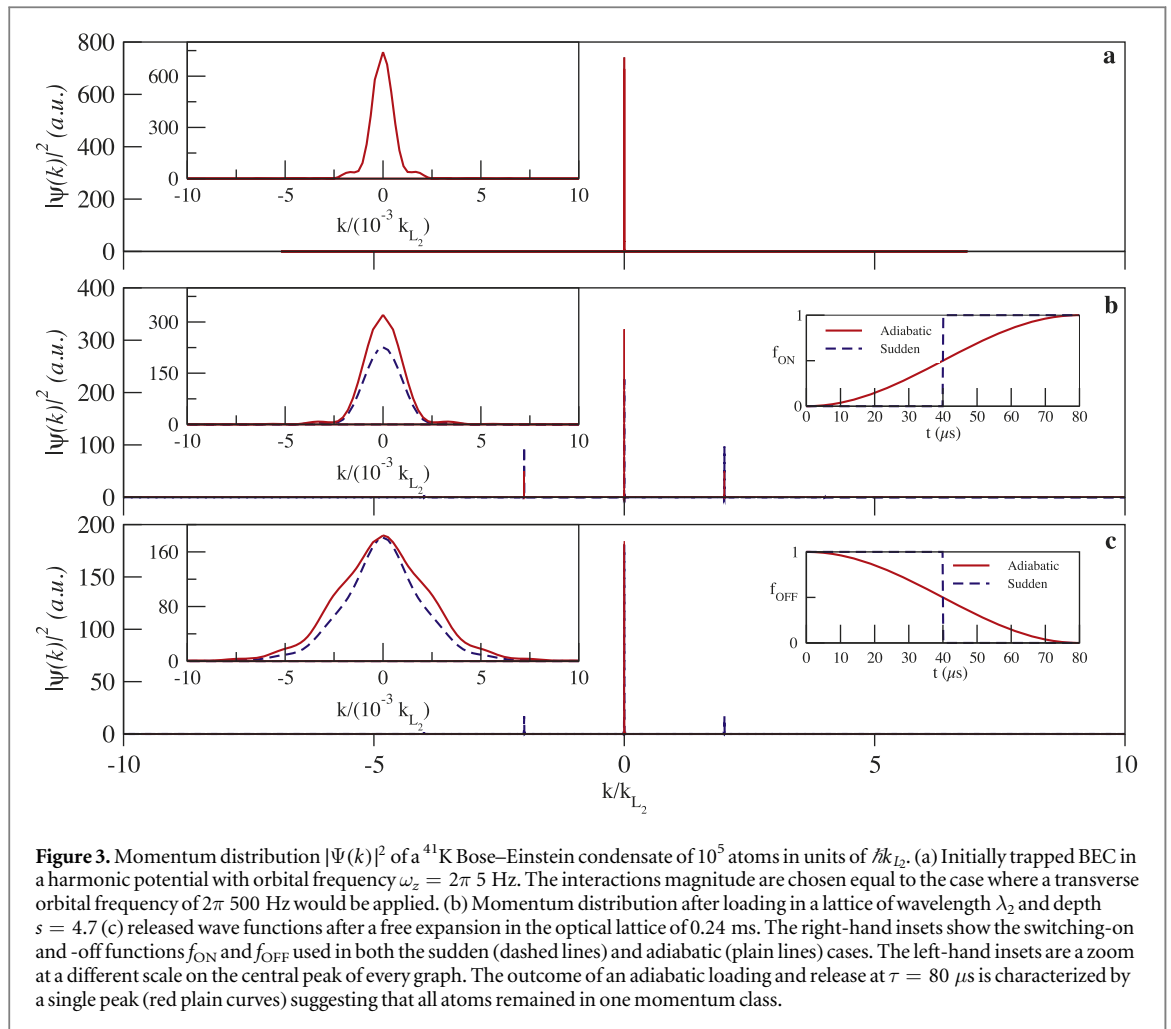 800
600
400
200
0
|ψ(k)|² (a.u.)
a
600
300
0
-10 -5 0 5 10
k/(10⁻³ k_L₂)
400
300
200
100
0
|ψ(k)|² (a.u.)
b
300
150
0
-10 -5 0 5 10
k/(10⁻³ k_L₂)
1
f_ON
0
Adiabatic
Sudden
0 10 20 30 40 50 60 70 80
t (μs)
200
150
100
50
0
|ψ(k)|² (a.u.)
c
160
80
0
-10 -5 0 5 10
k/(10⁻³ k_L₂)
1
f_OFF
0
Adiabatic
Sudden
0 10 20 30 40 50 60 70 80
t (μs)
-10 -5 0 5 10
k/k_L₂
Figure 3. Momentum distribution |Ψ(k)|² of a ⁴¹K Bose–Einstein condensate of 10⁵ atoms in units of ℏk_L₂. (a) Initially trapped BEC in
a harmonic potential with orbital frequency ω_z = 2π 5 Hz. The interactions magnitude are chosen equal to the case where a transverse
orbital frequency of 2π 500 Hz would be applied. (b) Momentum distribution after loading in a lattice of wavelength λ₂ and depth
s = 4.7 (c) released wave functions after a free expansion in the optical lattice of 0.24 ms. The right-hand insets show the switching-on
and -off functions f_ON and f_OFF used in both the sudden (dashed lines) and adiabatic (plain lines) cases. The left-hand insets are a zoom
at a different scale on the central peak of every graph. The outcome of an adiabatic loading and release at τ = 80 μs is characterized by
a single peak (red plain curves) suggesting that all atoms remained in one momentum class.